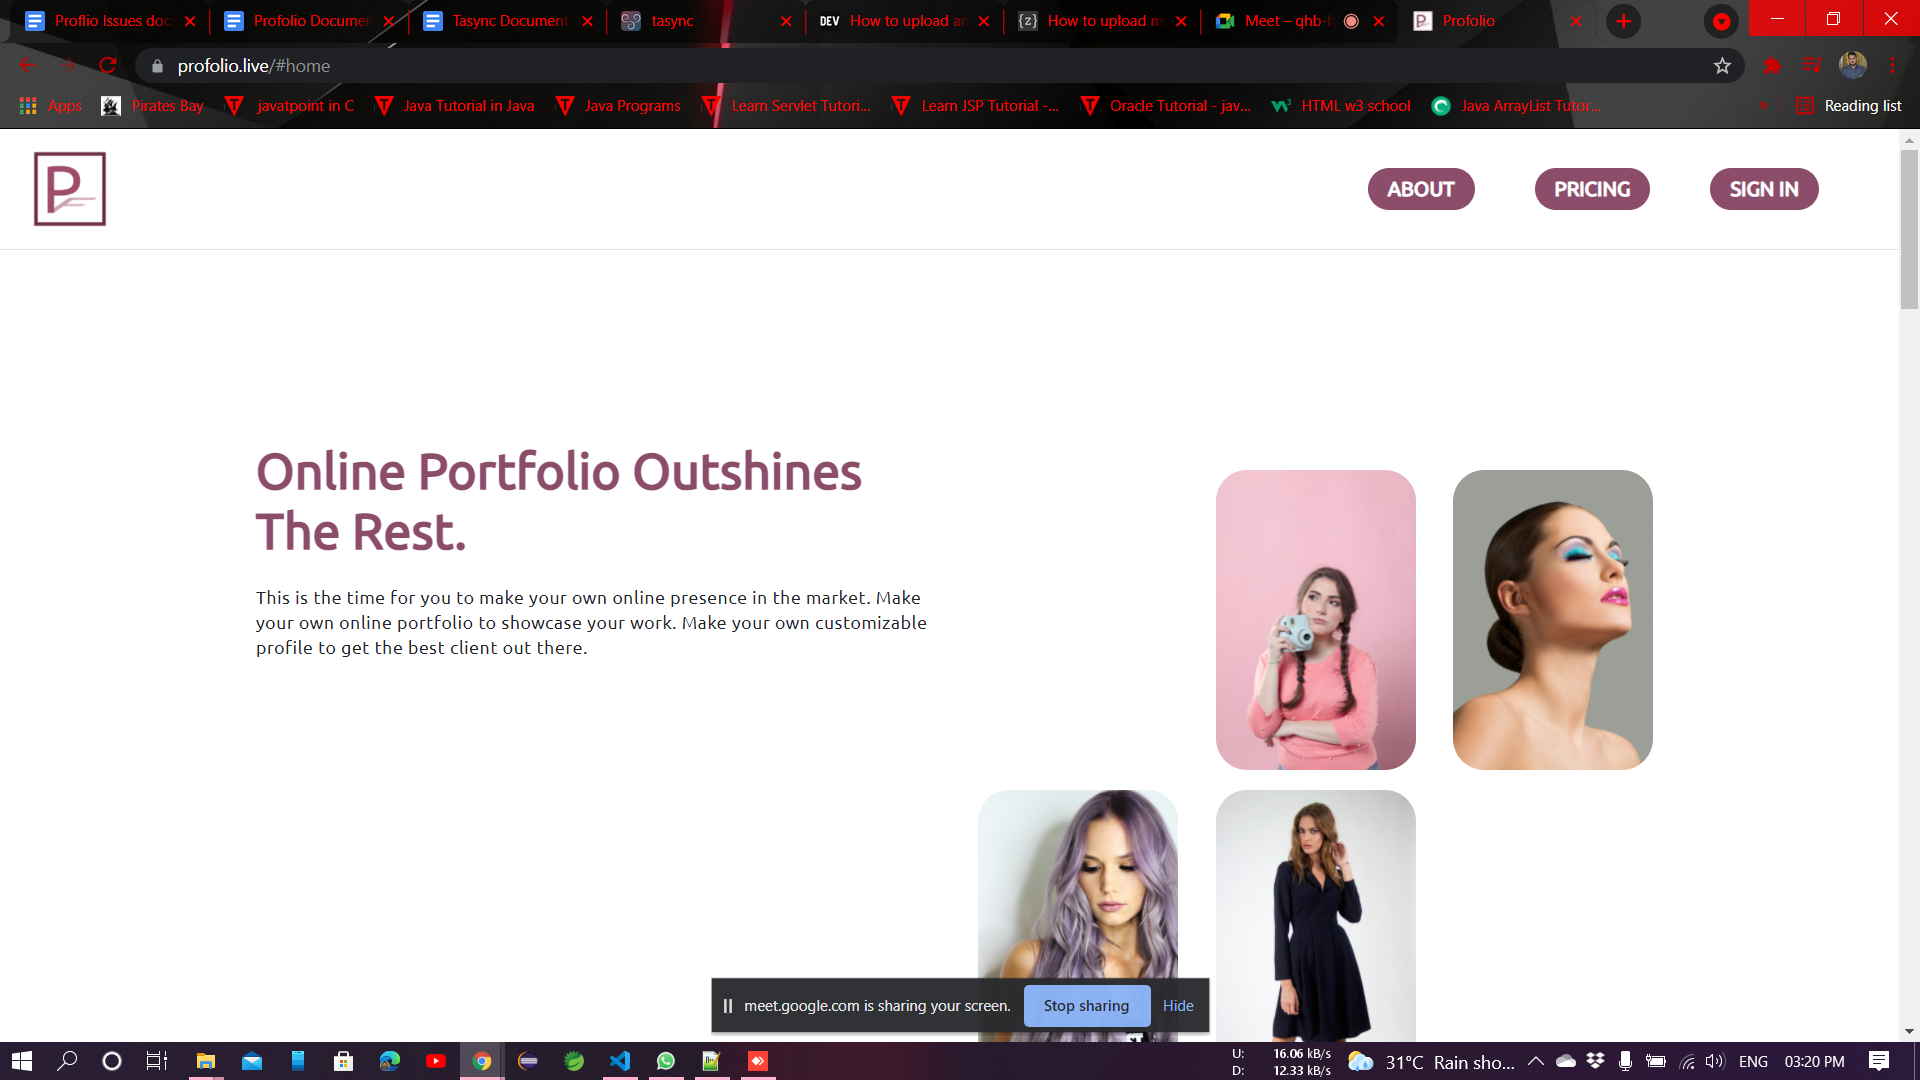 Proflio Issues doc
Profolio Documen
Tasync Document
tasync
DEV How to upload an
{z} How to upload m
Meet – qhb-h
Profolio
profolio.live/#home
Apps
Pirates Bay
javatpoint in C
Java Tutorial in Java
Java Programs
Learn Servlet Tutori...
Learn JSP Tutorial -...
Oracle Tutorial - jav...
HTML w3 school
Java ArrayList Tutor...
»
Reading list
P
ABOUT
PRICING
SIGN IN
Online Portfolio Outshines
The Rest.
This is the time for you to make your own online presence in the market. Make
your own online portfolio to showcase your work. Make your own customizable
profile to get the best client out there.
meet.google.com is sharing your screen.
Stop sharing
Hide
U: 16.06 kB/s
D: 12.33 kB/s
31°C Rain sho...
ENG
03:20 PM